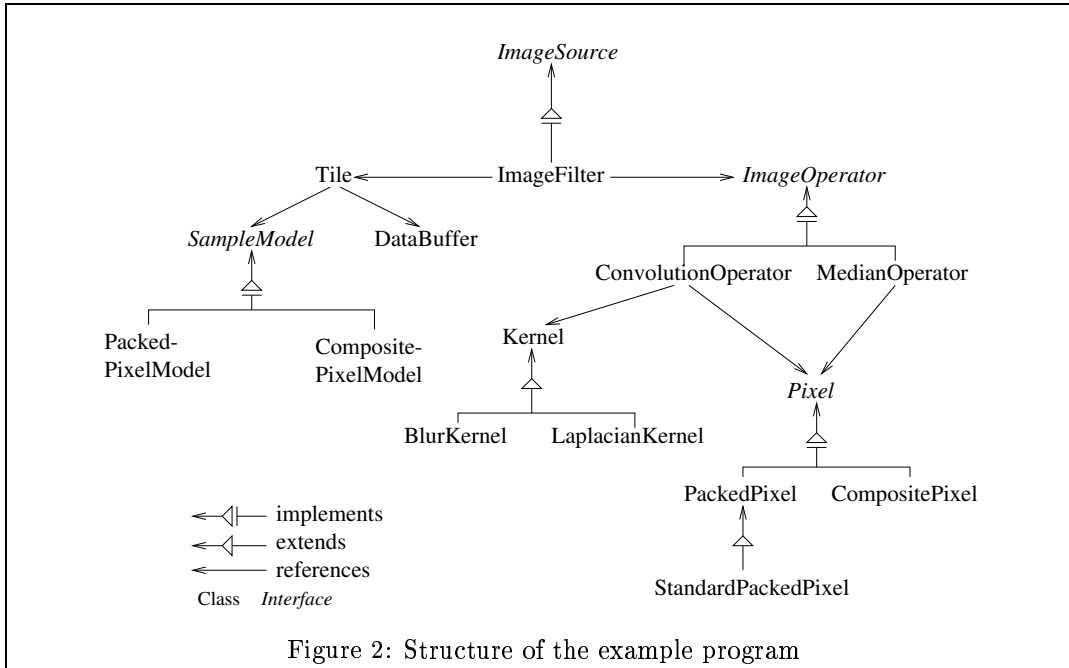 ImageSource
Tile ImageFilter ImageOperator
SampleModel DataBuffer
ConvolutionOperator MedianOperator
Packed-
PixelModel
Composite-
PixelModel
Kernel
Pixel
BlurKernel LaplacianKernel
PackedPixel CompositePixel
StandardPackedPixel
implements
extends
references
Class Interface
Figure 2: Structure of the example program